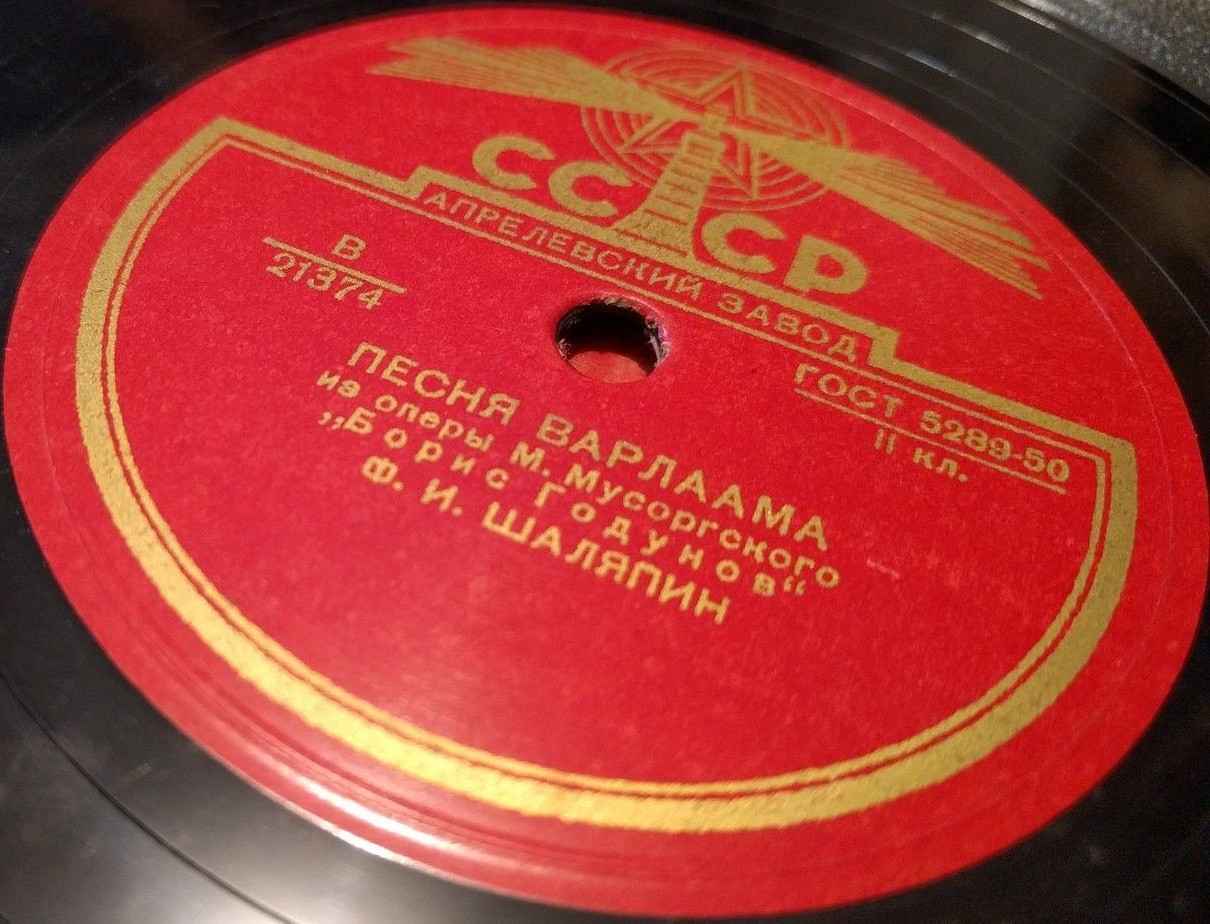 СССР
АПРЕЛЕВСКИЙ ЗАВОД
В
21374
ГОСТ 5289-50
II кл.
ПЕСНЯ ВАРЛААМА
из оперы М. Мусоргского
„Борис Годунов“
Ф. И. ШАЛЯПИН